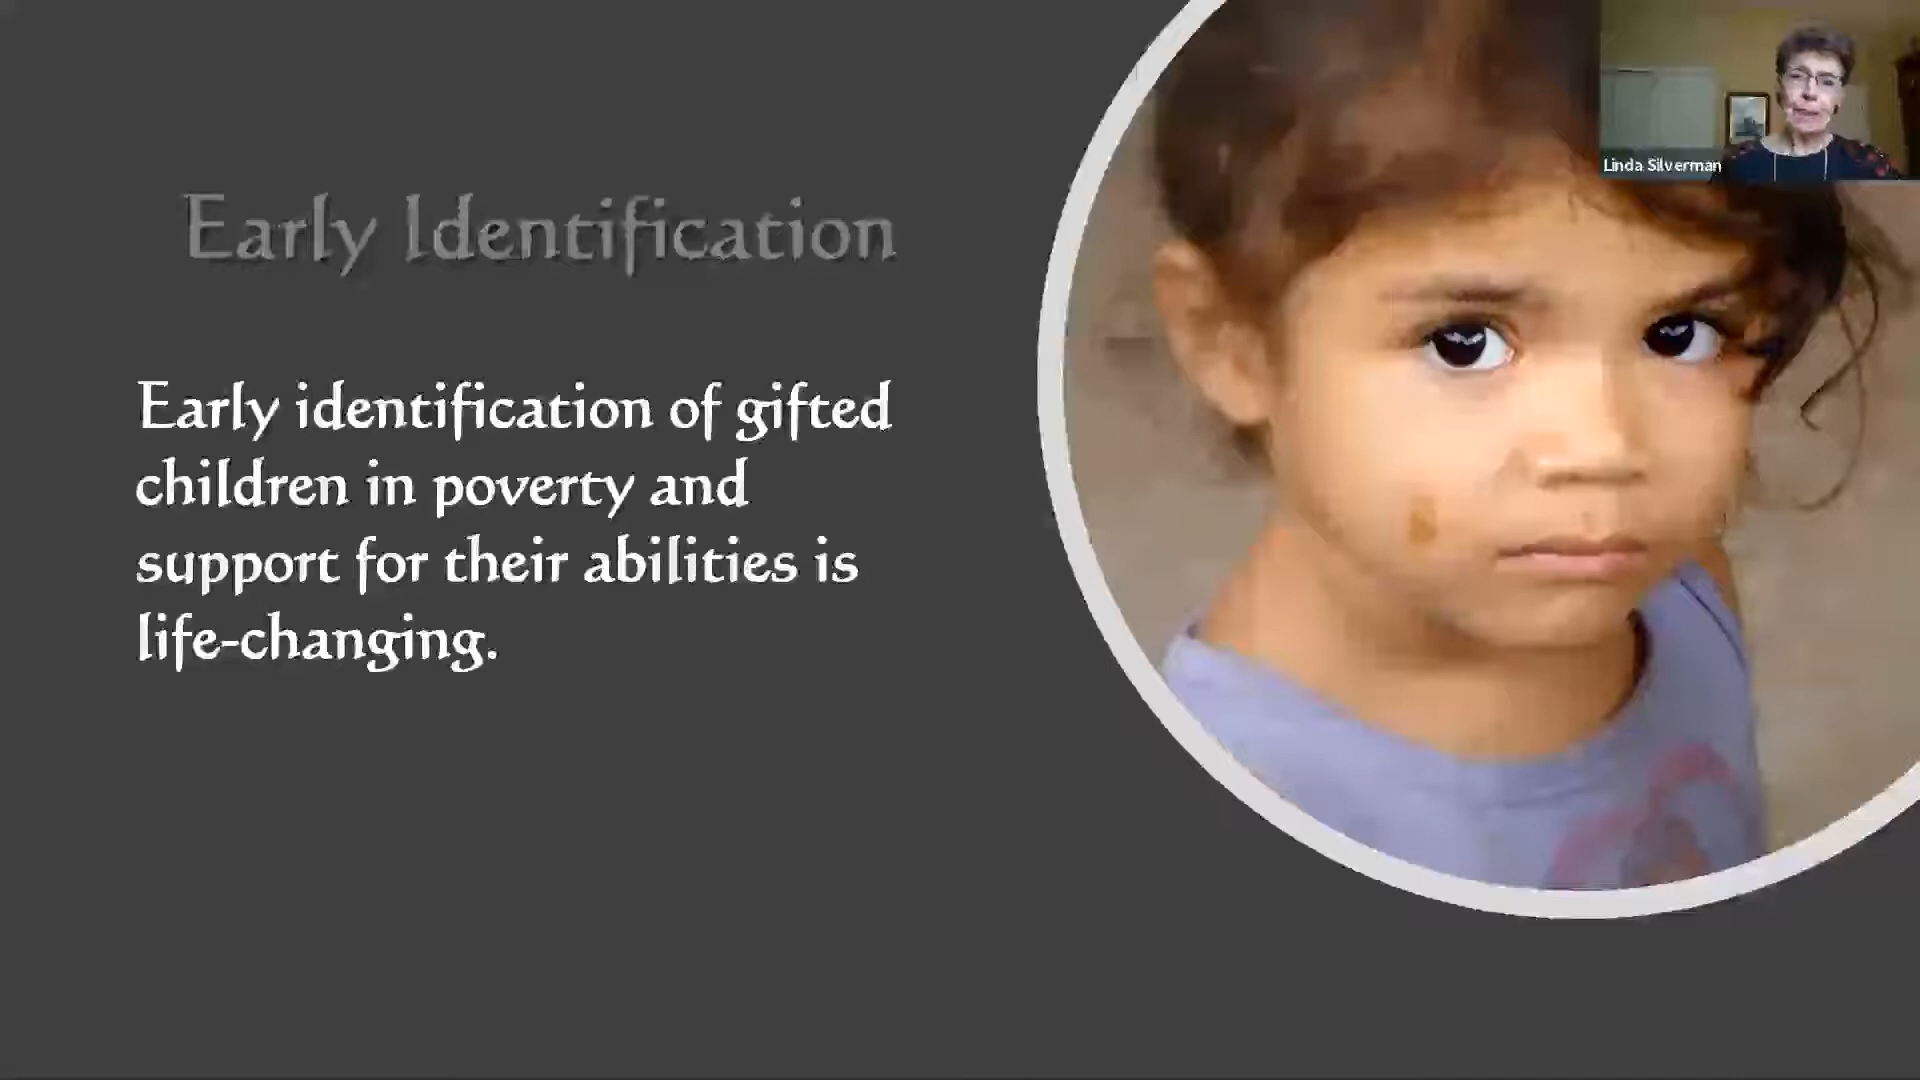 Linda Silverman
Early Identification
Early identification of gifted
children in poverty and
support for their abilities is
life-changing.